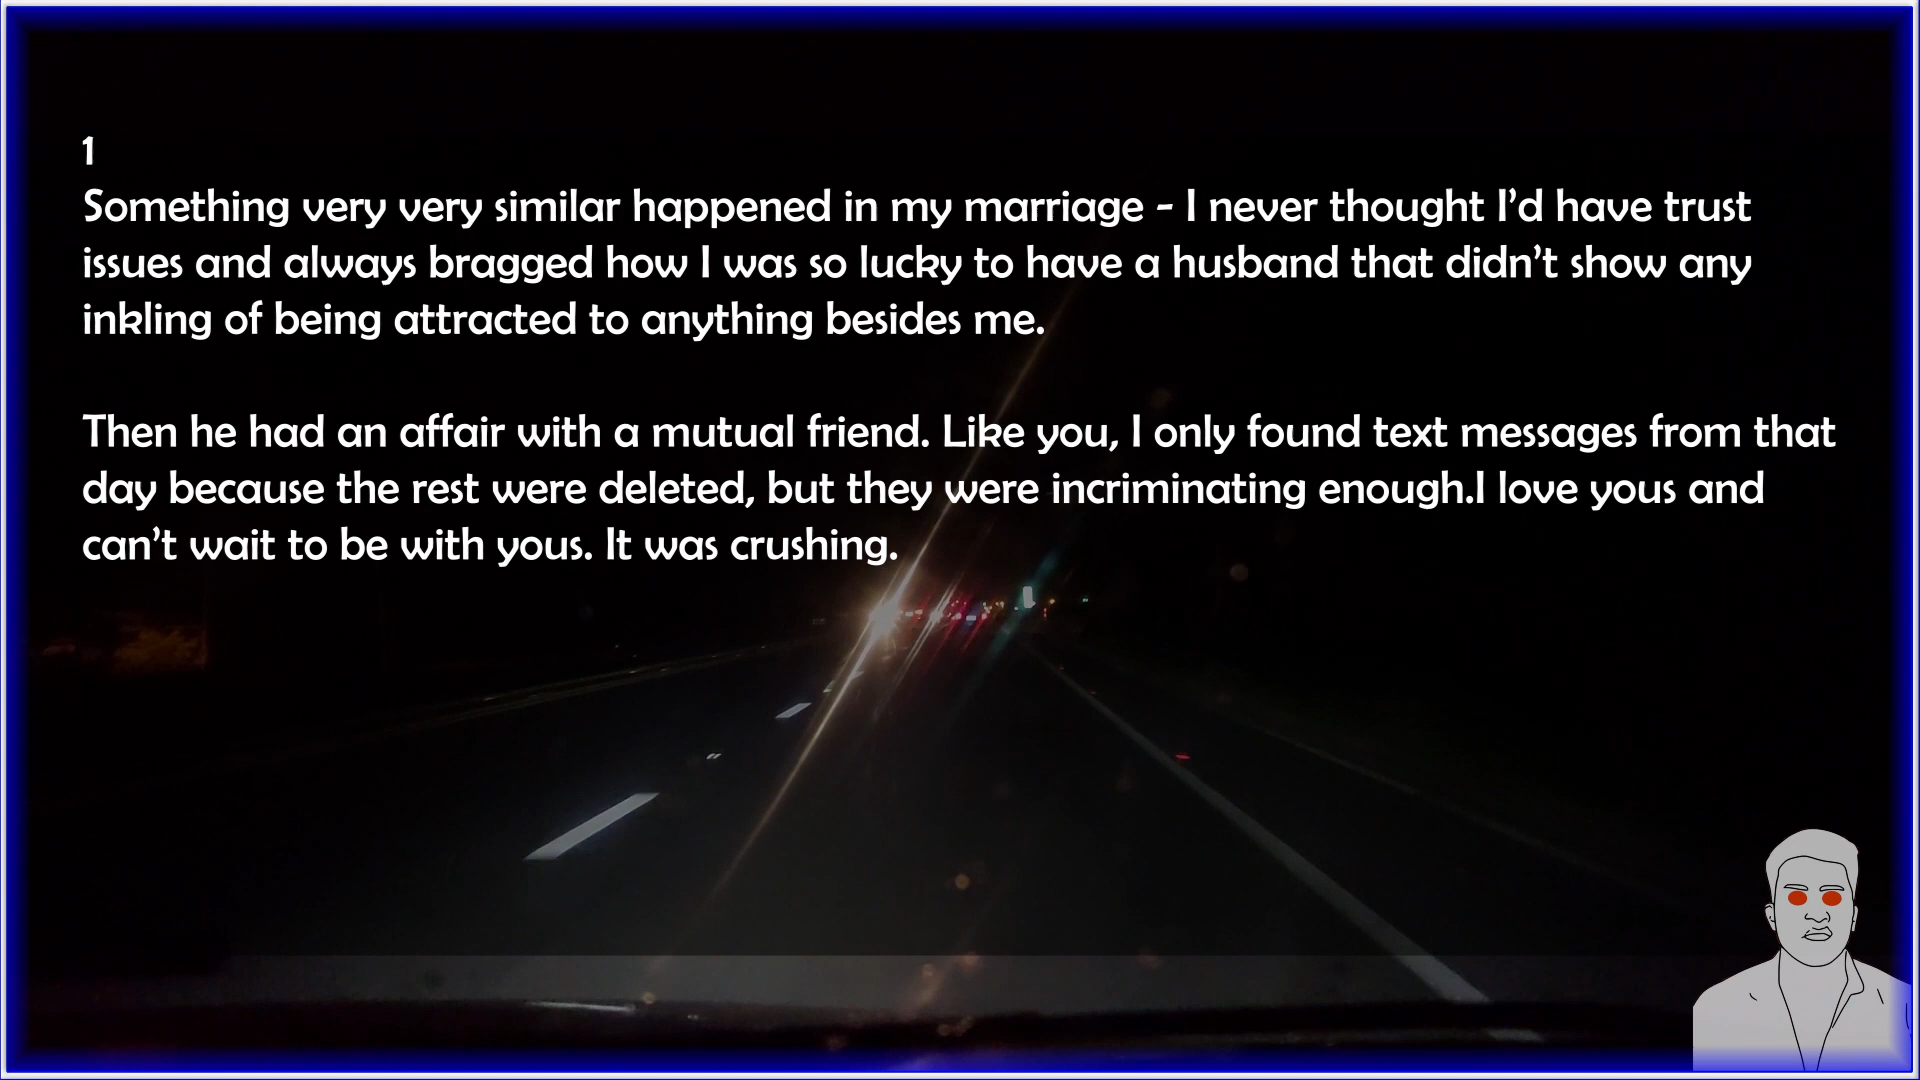 1
Something very very similar happened in my marriage - I never thought I’d have trust
issues and always bragged how I was so lucky to have a husband that didn’t show any
inkling of being attracted to anything besides me.
Then he had an affair with a mutual friend. Like you, I only found text messages from that
day because the rest were deleted, but they were incriminating enough.I love yous and
can’t wait to be with yous. It was crushing.